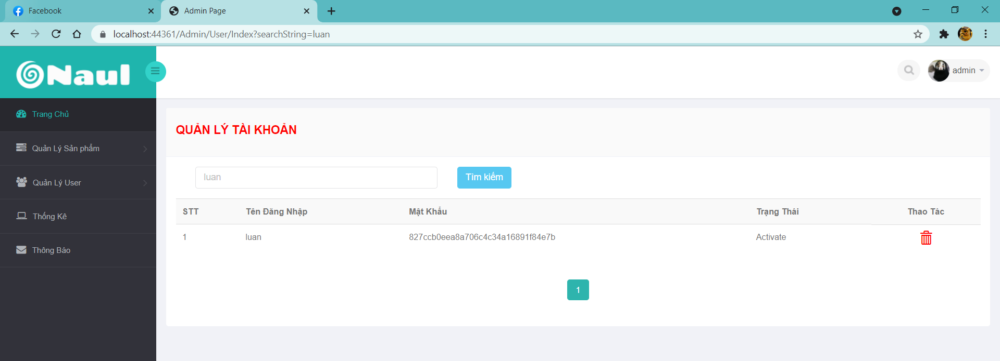 Facebook
Admin Page
localhost:44361/Admin/User/Index?searchString=luan
Naul
admin
Trang Chủ
Quản Lý Sản phẩm
Quản Lý User
Thống Kê
Thông Báo
QUẢN LÝ TÀI KHOẢN
luan
Tìm kiếm
STT Tên Đăng Nhập Mật Khẩu Trạng Thái Thao Tác
1 luan 827ccb0eea8a706c4c34a16891f84e7b Activate
1